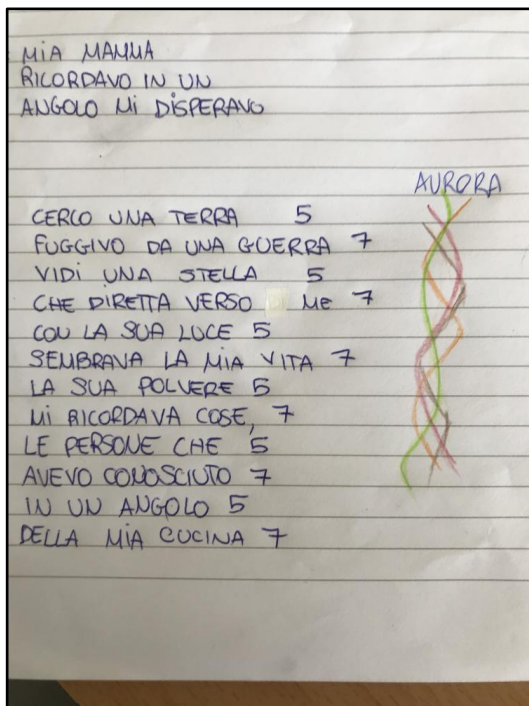 MIA MAMMA
RICORDAVO IN UN
ANGOLO MI DISPERAVO
AURORA
CERCO UNA TERRA 5
FUGGIVO DA UNA GUERRA 7
VIDI UNA STELLA 5
CHE DIRETTA VERSO ME 7
CON LA SUA LUCE 5
SEMBRAVA LA MIA VITA 7
LA SUA POLVERE 5
MI RICORDAVA COSE, 7
LE PERSONE CHE 5
AVEVO CONOSCIUTO 7
IN UN ANGOLO 5
DELLA MIA CUCINA 7